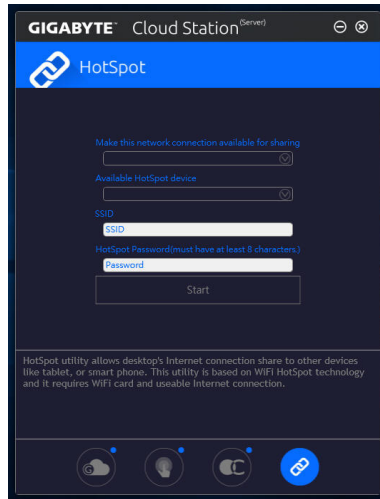 GIGABYTE™ Cloud Station(Server)
HotSpot
Make this network connection available for sharing
Available HotSpot device
SSID
SSID
HotSpot Password(must have at least 8 characters.)
Password
Start
HotSpot utility allows desktop's Internet connection share to other devices
like tablet, or smart phone. This utility is based on WiFi HotSpot technology
and it requires WiFi card and useable Internet connection.
G